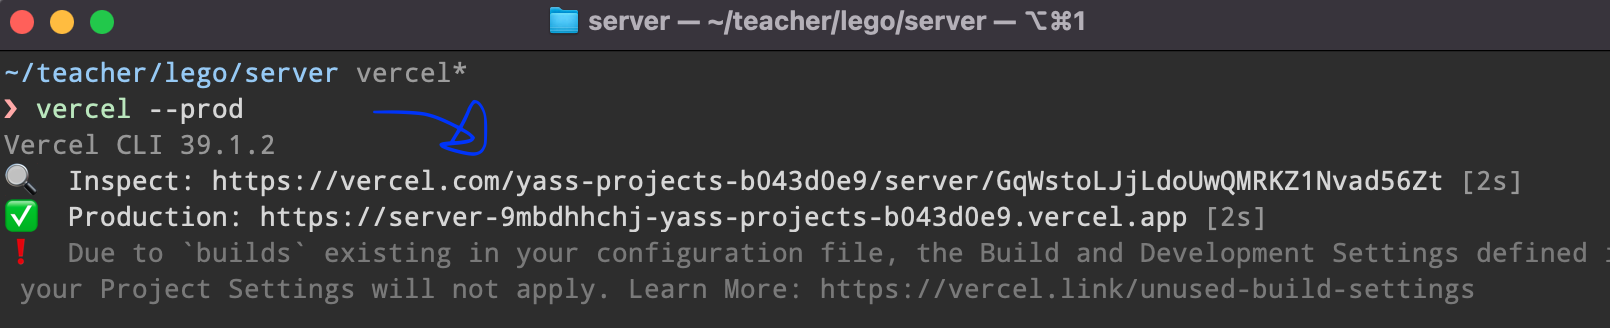 server — ~/teacher/lego/server — ⌥⌘1
~/teacher/lego/server vercel*
❯ vercel --prod
Vercel CLI 39.1.2
🔍 Inspect: https://vercel.com/yass-projects-b043d0e9/server/GqWstoLJjLdoUwQMRKZ1Nvad56Zt [2s]
✅ Production: https://server-9mbdhhchj-yass-projects-b043d0e9.vercel.app [2s]
❗ Due to `builds` existing in your configuration file, the Build and Development Settings defined
your Project Settings will not apply. Learn More: https://vercel.link/unused-build-settings